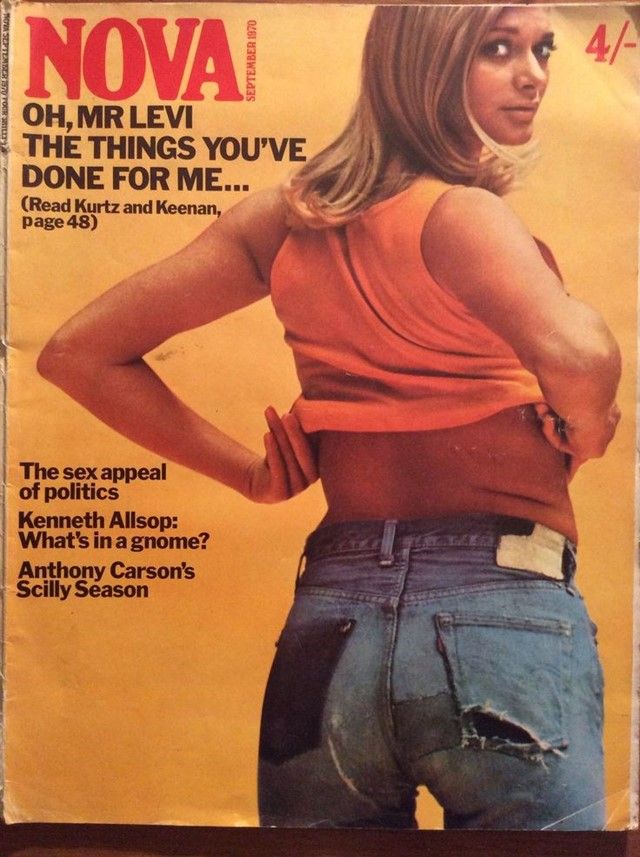 NOVA
SEPTEMBER 1970
4/-
OH, MR LEVI
THE THINGS YOU'VE
DONE FOR ME...
(Read Kurtz and Keenan,
page 48)
The sex appeal
of politics
Kenneth Allsop:
What's in a gnome?
Anthony Carson's
Scilly Season